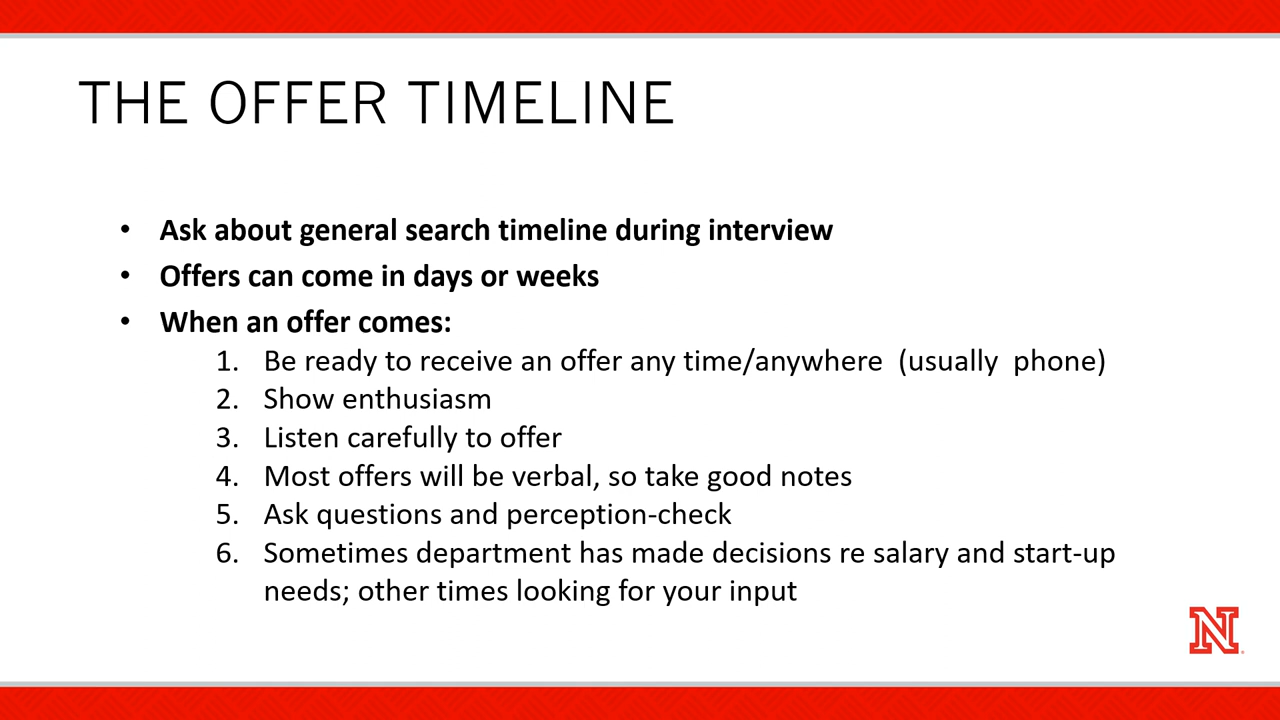 THE OFFER TIMELINE
• Ask about general search timeline during interview
• Offers can come in days or weeks
• When an offer comes:
1. Be ready to receive an offer any time/anywhere (usually phone)
2. Show enthusiasm
3. Listen carefully to offer
4. Most offers will be verbal, so take good notes
5. Ask questions and perception-check
6. Sometimes department has made decisions re salary and start-up
needs; other times looking for your input
N